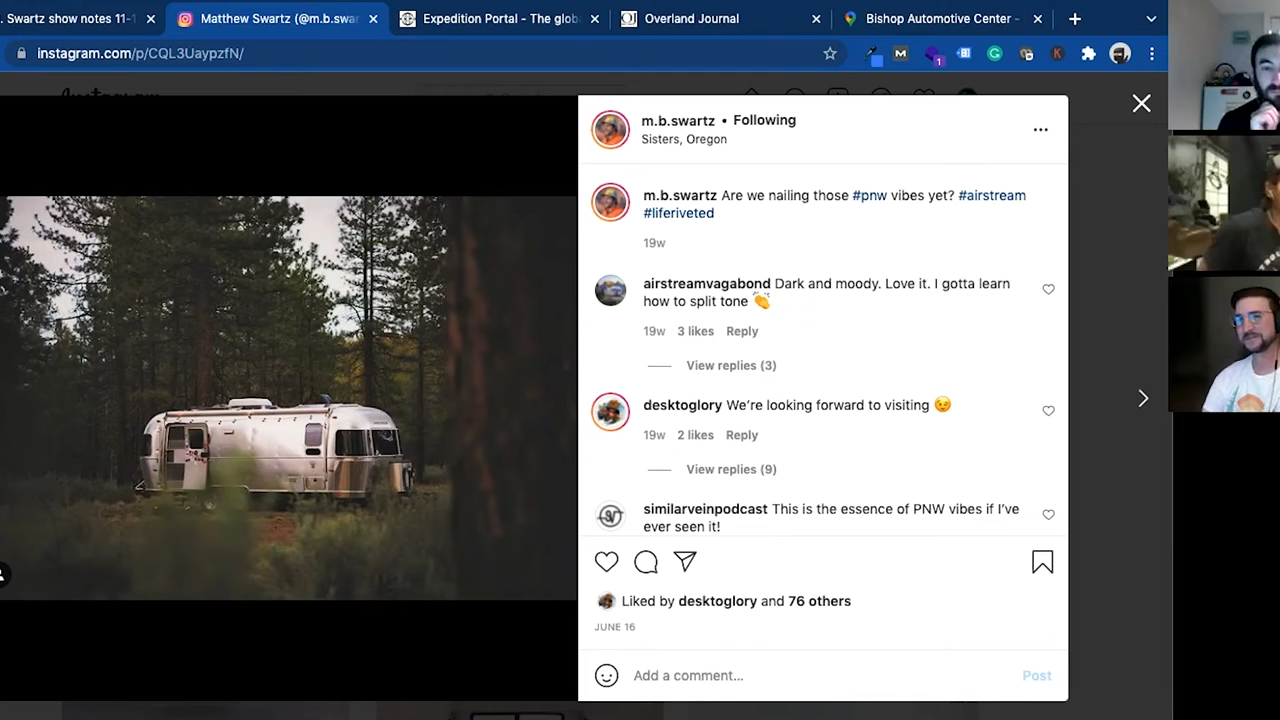 . Swartz show notes 11-1
Matthew Swartz (@m.b.swar
Expedition Portal - The glob
Overland Journal
Bishop Automotive Center -
instagram.com/p/CQL3UaypzfN/
m.b.swartz • Following
Sisters, Oregon
m.b.swartz Are we nailing those #pnw vibes yet? #airstream
#liferiveted
19w
airstreamvagabond Dark and moody. Love it. I gotta learn
how to split tone 👏
19w 3 likes Reply
View replies (3)
desktoglory We’re looking forward to visiting 😉
19w 2 likes Reply
View replies (9)
similarveinpodcast This is the essence of PNW vibes if I’ve
ever seen it!
Liked by desktoglory and 76 others
JUNE 16
Add a comment... Post